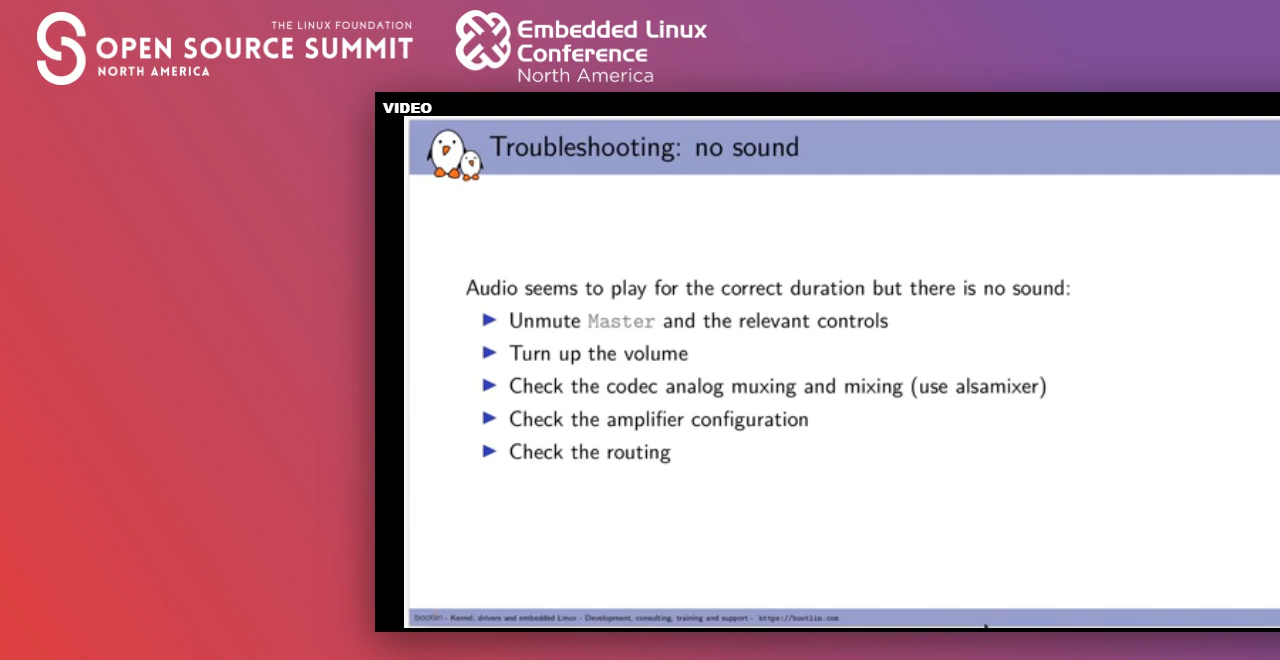 THE LINUX FOUNDATION
OPEN SOURCE SUMMIT
NORTH AMERICA
Embedded Linux
Conference
North America
VIDEO
Troubleshooting: no sound
Audio seems to play for the correct duration but there is no sound:
Unmute Master and the relevant controls
Turn up the volume
Check the codec analog muxing and mixing (use alsamixer)
Check the amplifier configuration
Check the routing
bootlin - Kernel, drivers and embedded Linux - Development, consulting, training and support - https://bootlin.com